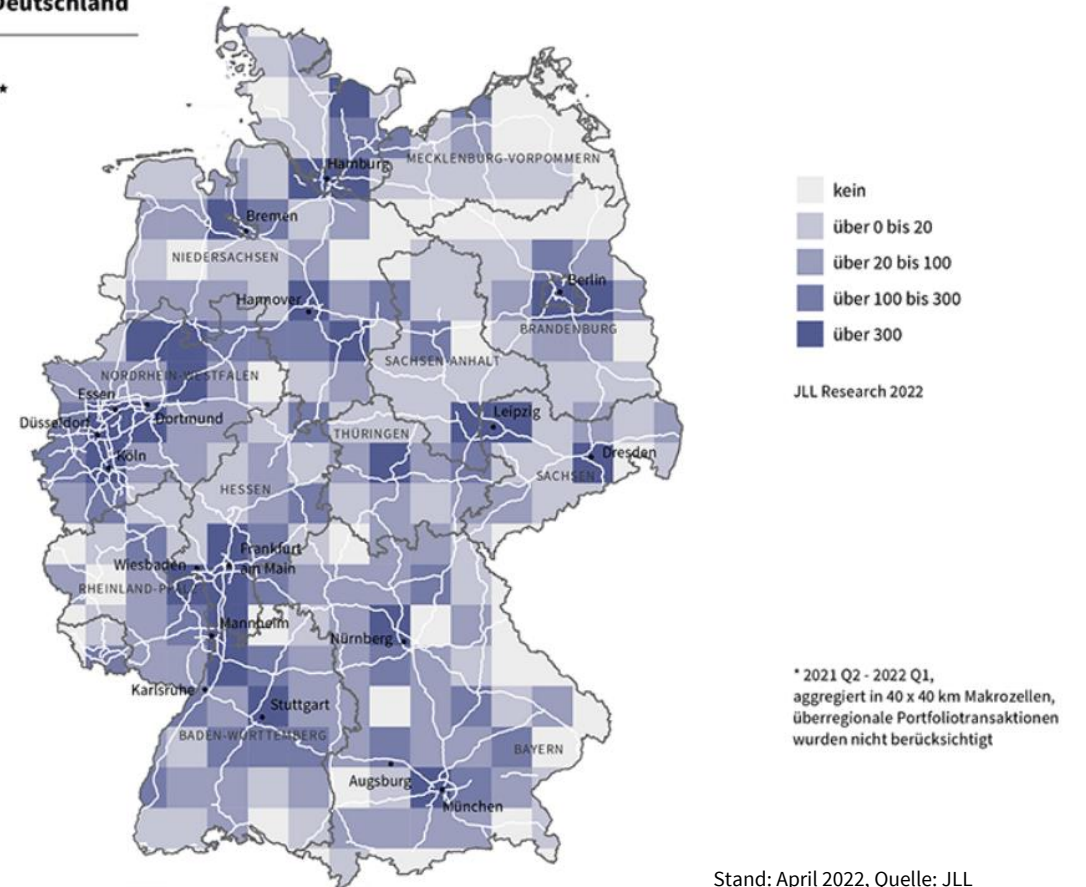 Deutschland
*
Hamburg
MECKLENBURG-VORPOMMERN
Bremen
NIEDERSACHSEN
Hannover
Berlin
BRANDENBURG
SACHSEN-ANHALT
NORDRHEIN-WESTFALEN
Essen
Dortmund
Düsseldorf
Köln
Leipzig
THÜRINGEN
Dresden
SACHSEN
HESSEN
Frankfurt
am Main
Wiesbaden
RHEINLAND-PFALZ
Mannheim
Nürnberg
Karlsruhe
Stuttgart
BADEN-WÜRTTEMBERG
BAYERN
Augsburg
München
kein
über 0 bis 20
über 20 bis 100
über 100 bis 300
über 300
JLL Research 2022
* 2021 Q2 - 2022 Q1,
aggregiert in 40 x 40 km Makrozellen,
überregionale Portfoliotransaktionen
wurden nicht berücksichtigt
Stand: April 2022, Quelle: JLL